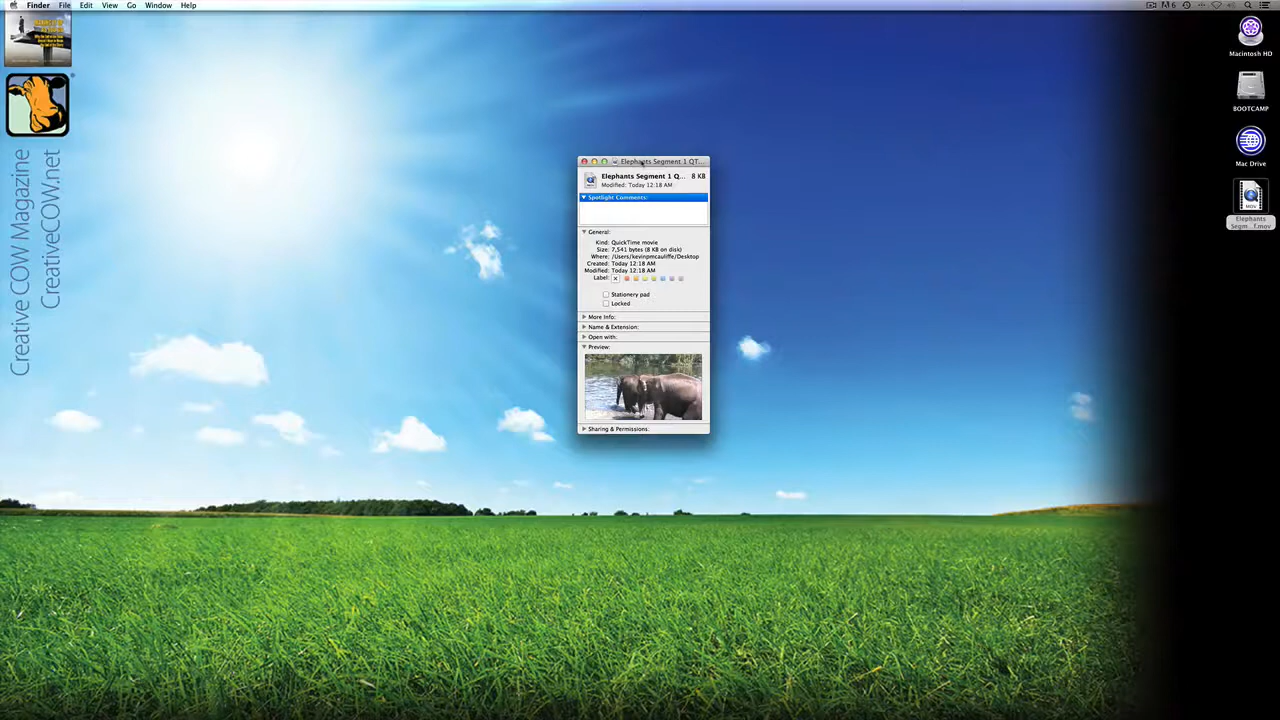 Finder File Edit View Go Window Help
6
Creative COW Magazine
CreativeCOW.net
Macintosh HD
BOOTCAMP
Mac Drive
Elephants
Segm...f.mov
Elephants Segment 1 QT...
Elephants Segment 1 Q... 8 KB
Modified: Today 12:18 AM
Spotlight Comments:
General:
Kind: QuickTime movie
Size: 7,541 bytes (8 KB on disk)
Where: /Users/kevinpmcauliffe/Desktop
Created: Today 12:18 AM
Modified: Today 12:18 AM
Label: x
Stationery pad
Locked
More Info:
Name & Extension:
Open with:
Preview:
Sharing & Permissions: